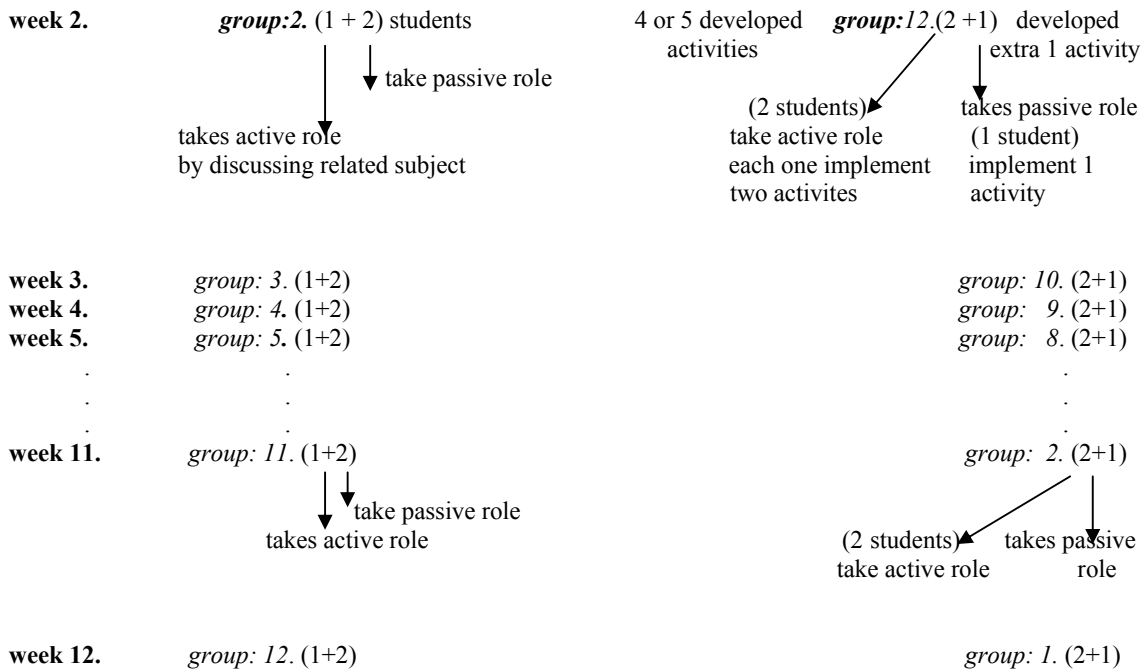 week 2. group:2. (1 + 2) students 4 or 5 developed group:12.(2 +1) developed
activities extra 1 activity
take passive role
(2 students) takes passive role
takes active role take active role (1 student)
by discussing related subject each one implement implement 1
two activites activity
week 3. group: 3. (1+2) group: 10. (2+1)
week 4. group: 4. (1+2) group: 9. (2+1)
week 5. group: 5. (1+2) group: 8. (2+1)
. . .
. . .
. . .
week 11. group: 11. (1+2) group: 2. (2+1)
take passive role
takes active role (2 students) takes passive
take active role role
week 12. group: 12. (1+2) group: 1. (2+1)